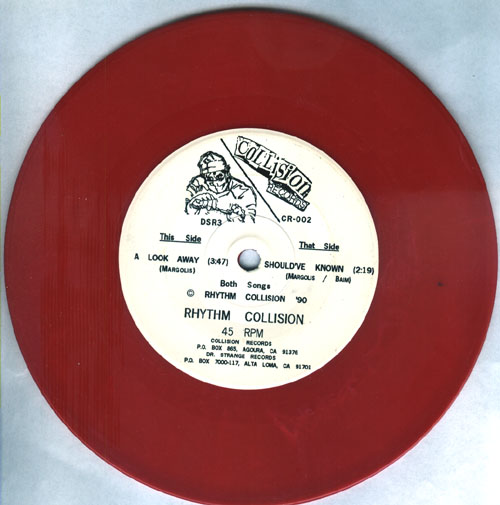 COLLISION
RECORDS
DSR3
CR-002
This Side
That Side
A LOOK AWAY (3:47)
(MARGOLIS)
SHOULD'VE KNOWN (2:19)
(MARGOLIS / BAIM)
Both Songs
© RHYTHM COLLISION '90
RHYTHM COLLISION
45 RPM
COLLISION RECORDS
P.O. BOX 865, AGOURA, CA 91376
DR. STRANGE RECORDS
P.O. BOX 7000-117, ALTA LOMA, CA 91701